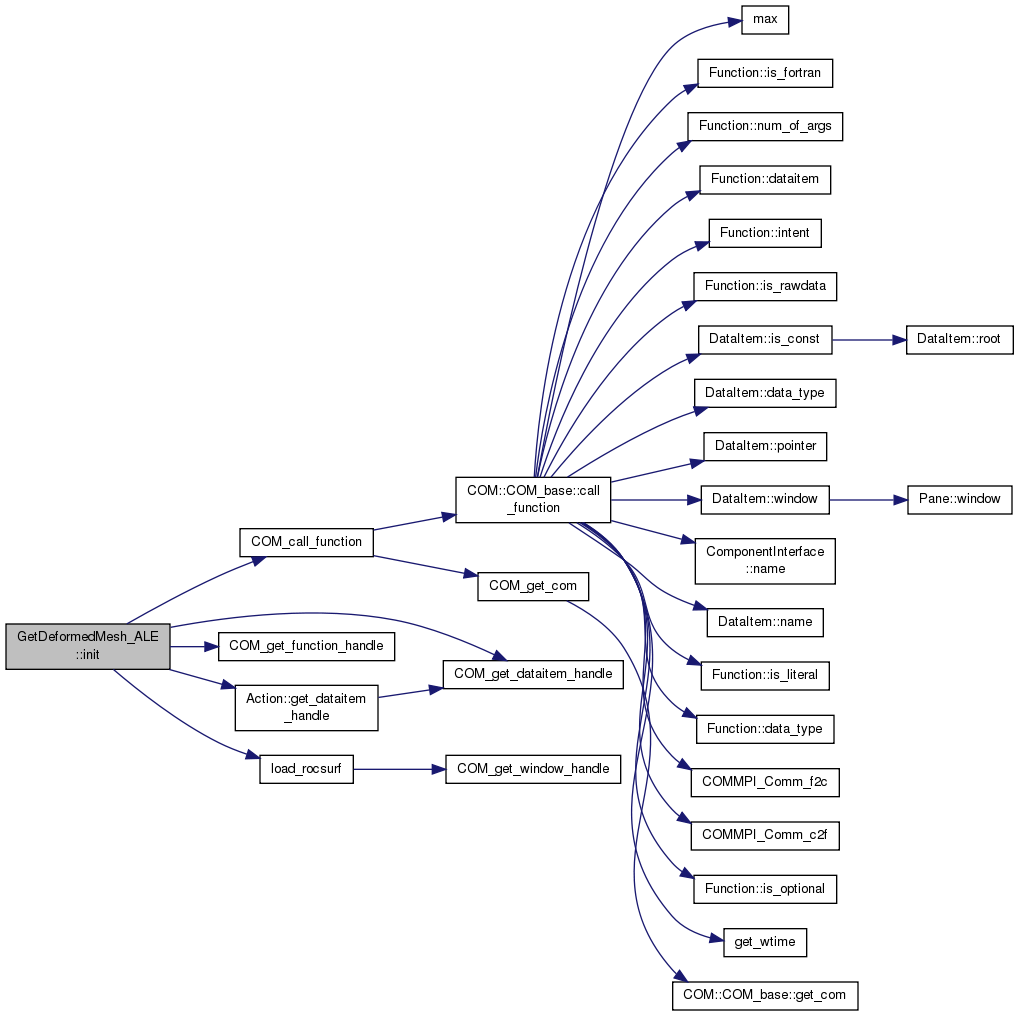 max
Function::is_fortran
Function::num_of_args
Function::dataitem
Function::intent
Function::is_rawdata
DataItem::is_const
DataItem::root
DataItem::data_type
DataItem::pointer
COM::COM_base::call
_function
DataItem::window
Pane::window
COM_call_function
ComponentInterface
::name
COM_get_com
DataItem::name
GetDeformedMesh_ALE
::init
COM_get_function_handle
COM_get_dataitem_handle
Function::is_literal
Action::get_dataitem
_handle
Function::data_type
load_rocsurf
COM_get_window_handle
COMMPI_Comm_f2c
COMMPI_Comm_c2f
Function::is_optional
get_wtime
COM::COM_base::get_com